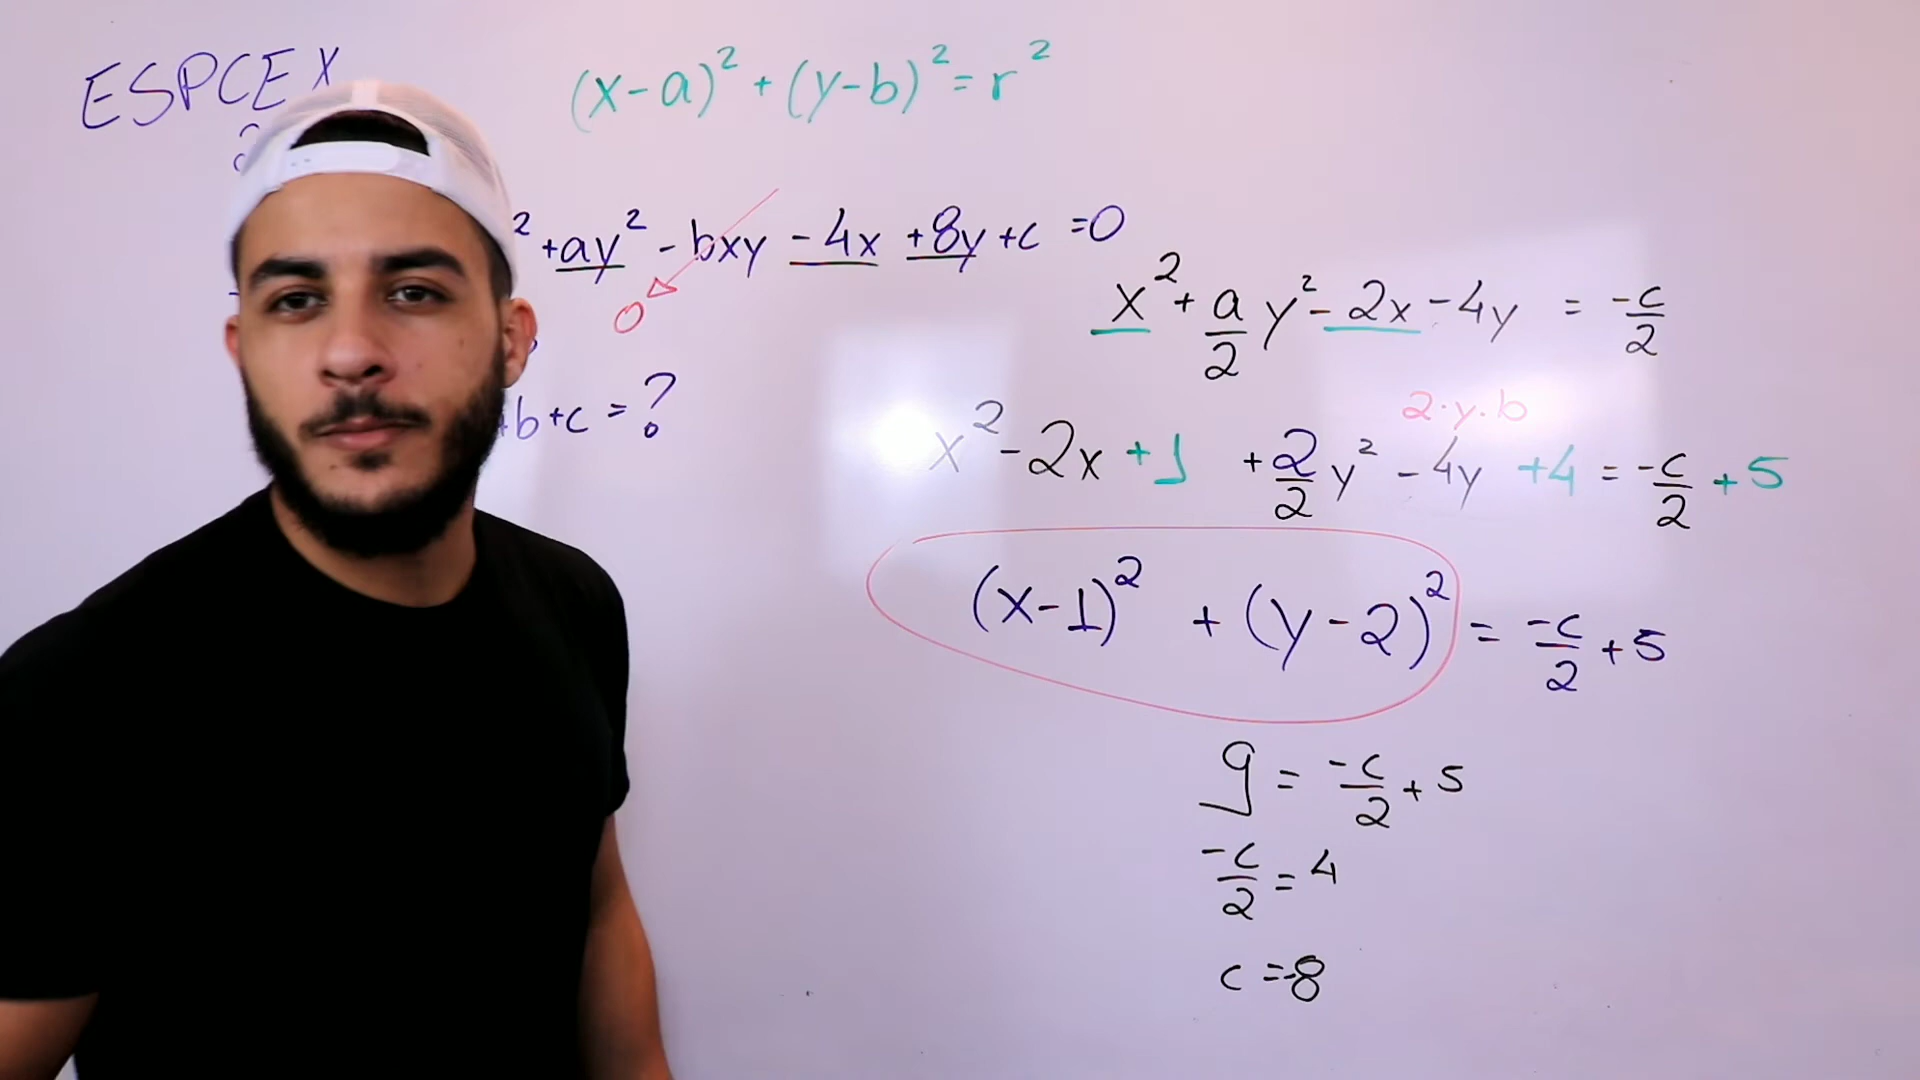 ESPCEX
(x-a)² + (y-b)² = r²
² + ay² - bxy - 4x + 8y + c = 0
0
b + c = ?
x² + a/2 y² - 2x - 4y = -c/2
2·y·b
x² - 2x + 1 + 2/2 y² - 4y + 4 = -c/2 + 5
(x-1)² + (y-2)² = -c/2 + 5
9 = -c/2 + 5
-c/2 = 4
c = -8